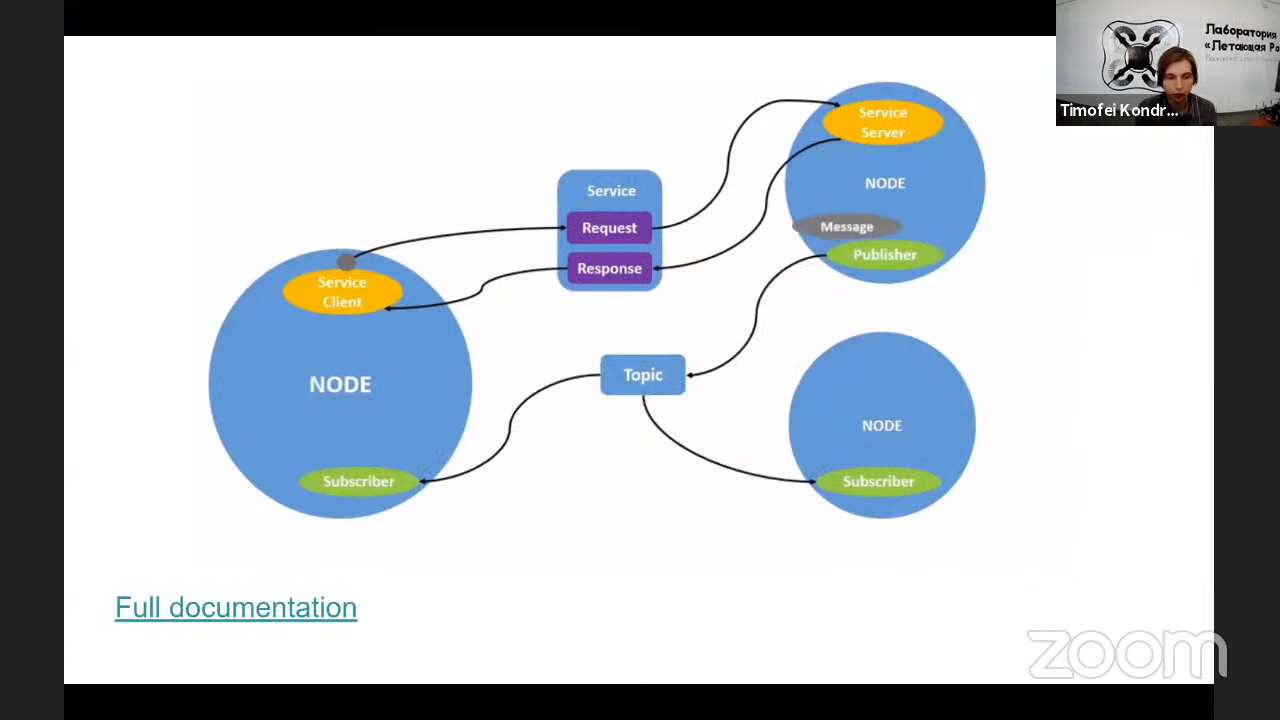 Лаборатория
«Летающая Ро
Timofei Kondr...
Service
Server
NODE
Message
Publisher
Service
Request
Response
Service
Client
NODE
Subscriber
Topic
NODE
Subscriber
Full documentation
zoom